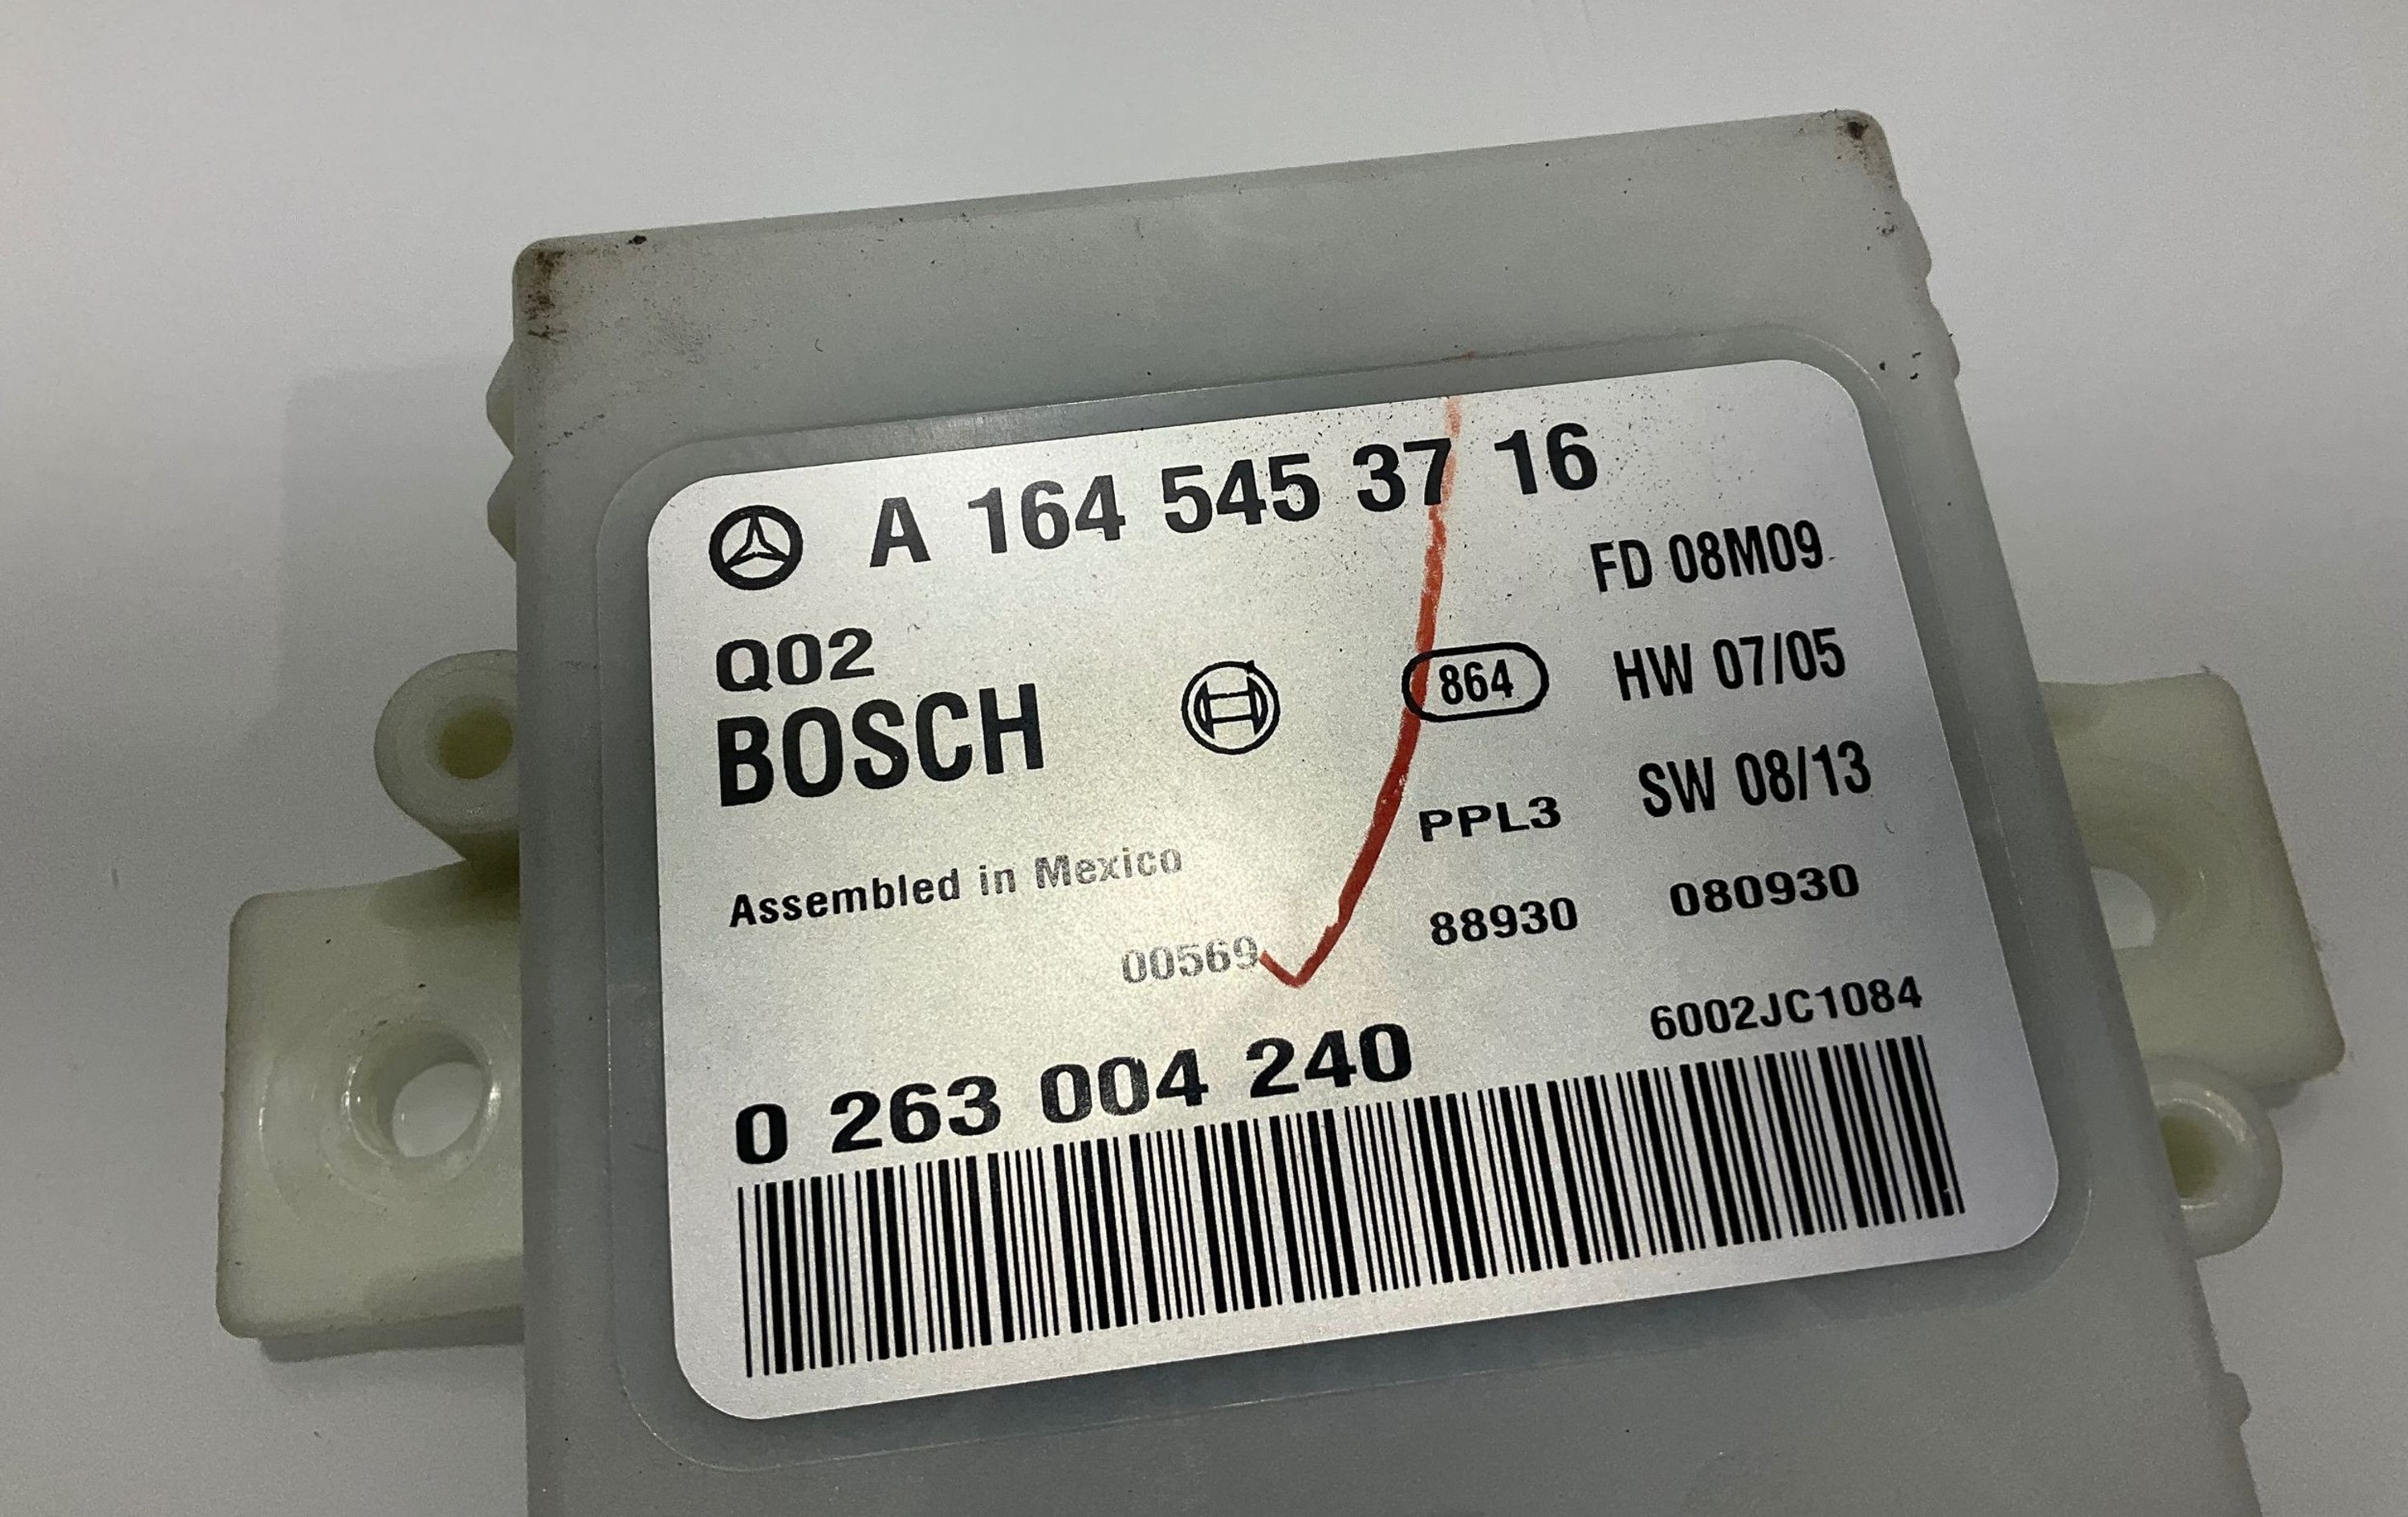 A 164 545 37 16
FD 08M09
Q02
864 HW 07/05
BOSCH
PPL3 SW 08/13
Assembled in Mexico
88930 080930
00569
6002JC1084
0 263 004 240